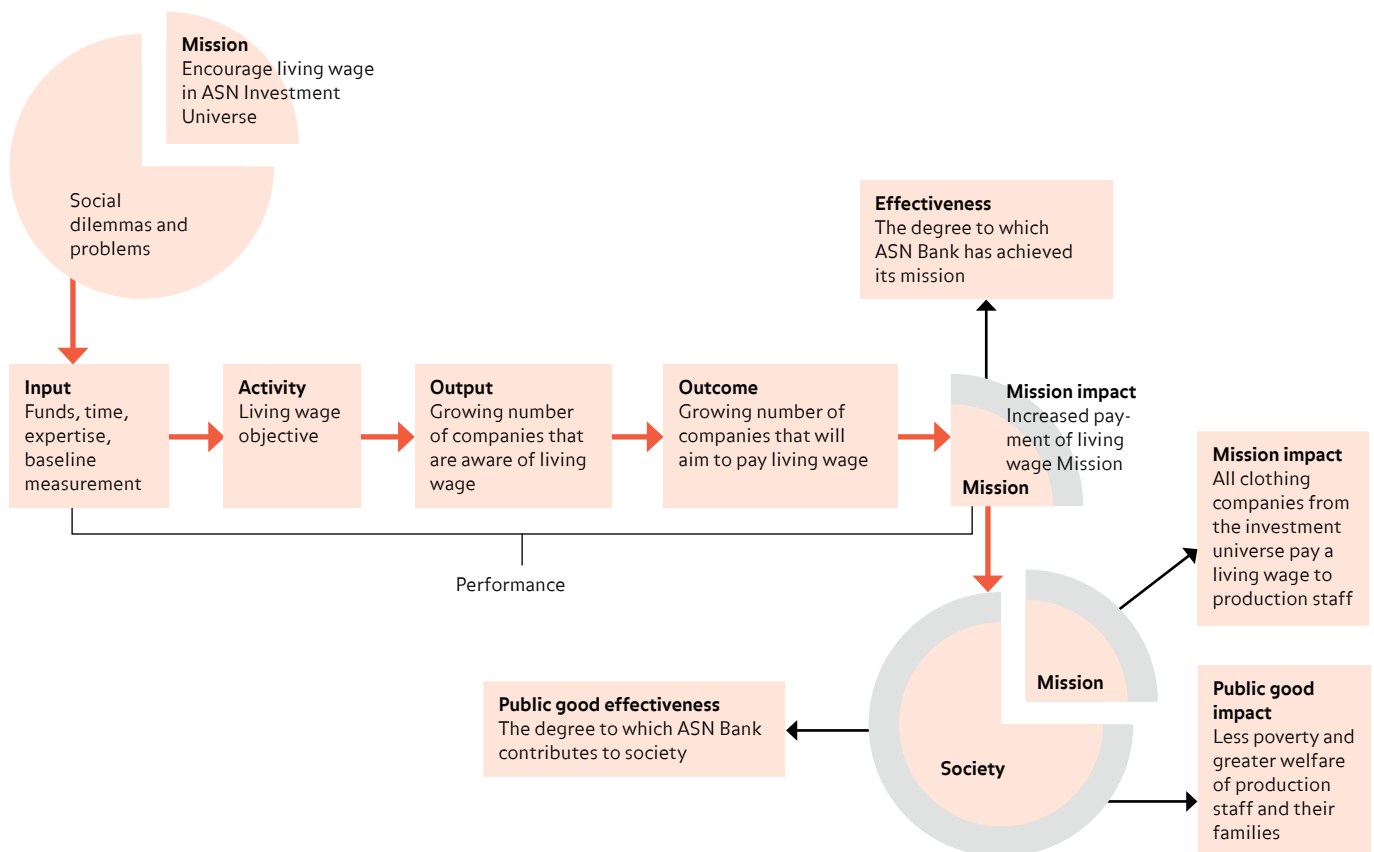 Mission
Encourage living wage
in ASN Investment
Universe
Social
dilemmas and
problems
Effectiveness
The degree to which
ASN Bank has achieved
its mission
Input
Funds, time,
expertise,
baseline
measurement
Activity
Living wage
objective
Output
Growing number
of companies that
are aware of living
wage
Outcome
Growing number of
companies that will
aim to pay living wage
Mission impact
Increased pay-
ment of living
wage Mission
Mission
Performance
Mission impact
All clothing
companies from
the investment
universe pay a
living wage to
production staff
Mission
Public good effectiveness
The degree to which ASN Bank
contributes to society
Society
Public good
impact
Less poverty and
greater welfare
of production
staff and their
families